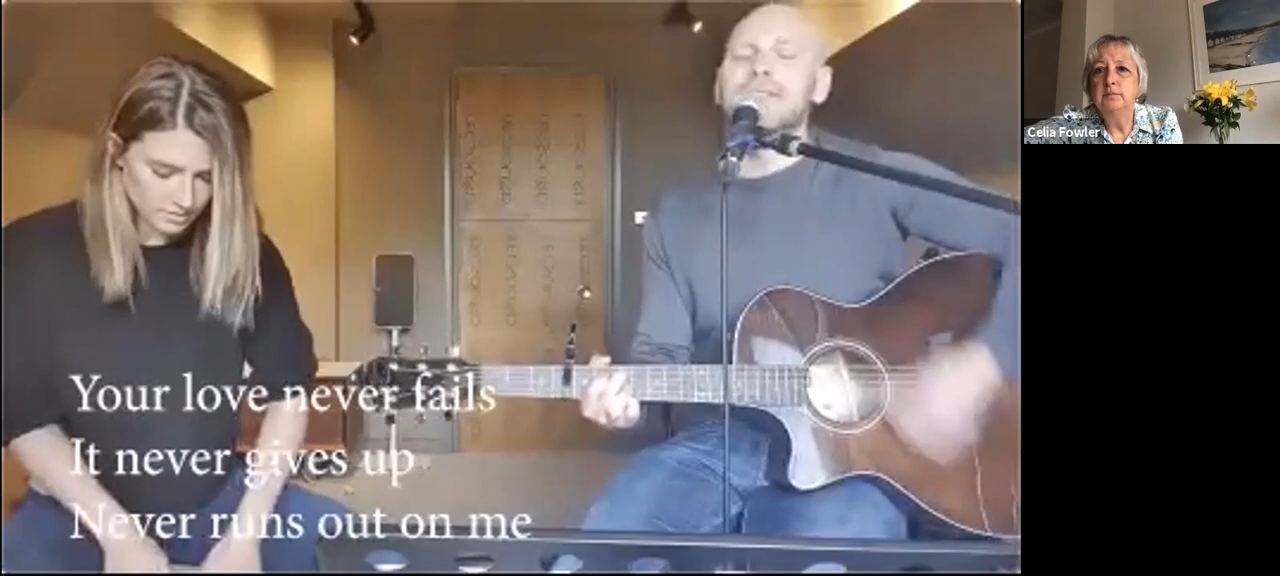 Your love never fails
It never gives up
Never runs out on me
Celia Fowler